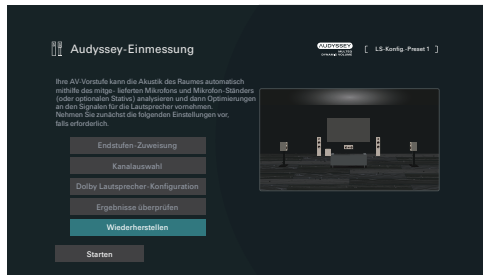 Audyssey-Einmessung
AUDYSSEY
MULTEQ
DYNAMIC VOLUME
[ LS-Konfig.-Preset 1 ]
Ihre AV-Vorstufe kann die Akustik des Raumes automatisch
mithilfe des mitge- lieferten Mikrofons und Mikrofon-Ständers
(oder optionalen Stativs) analysieren und dann Optimierungen
an den Signalen für die Lautsprecher vornehmen.
Nehmen Sie zunächst die folgenden Einstellungen vor,
falls erforderlich.
Endstufen-Zuweisung
Kanalauswahl
Dolby Lautsprecher-Konfiguration
Ergebnisse überprüfen
Wiederherstellen
Starten